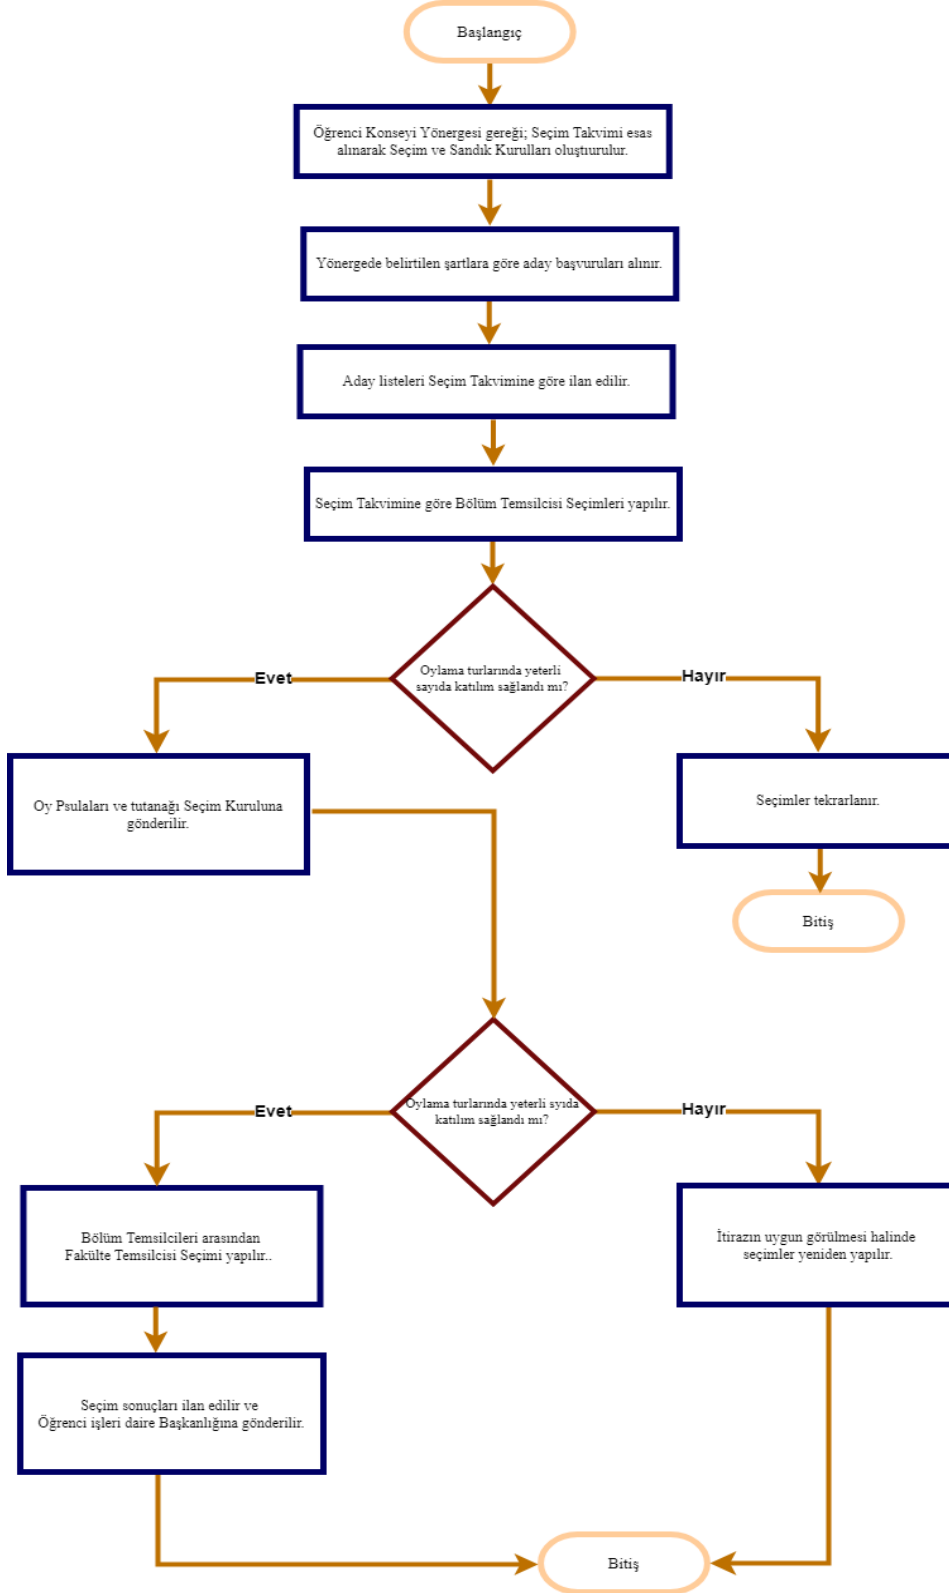 Başlangıç
Öğrenci Konseyi Yönergesi gereği; Seçim Takvimi esas
alınarak Seçim ve Sandık Kurulları oluştıurulur.
Yönergede belirtilen şartlara göre aday başvuruları alınır.
Aday listeleri Seçim Takvimine göre ilan edilir.
Seçim Takvimine göre Bölüm Temsilcisi Seçimleri yapılır.
Oylama turlarında yeterli
sayıda katılım sağlandı mı?
Evet
Hayır
Oy Psulaları ve tutanağı Seçim Kuruluna
gönderilir.
Seçimler tekrarlanır.
Bitiş
Oylama turlarında yeterli syıda
katılım sağlandı mı?
Evet
Hayır
Bölüm Temsilcileri arasından
Fakülte Temsilcisi Seçimi yapılır..
İtirazın uygun görülmesi halinde
seçimler yeniden yapılır.
Seçim sonuçları ilan edilir ve
Öğrenci işleri daire Başkanlığına gönderilir.
Bitiş